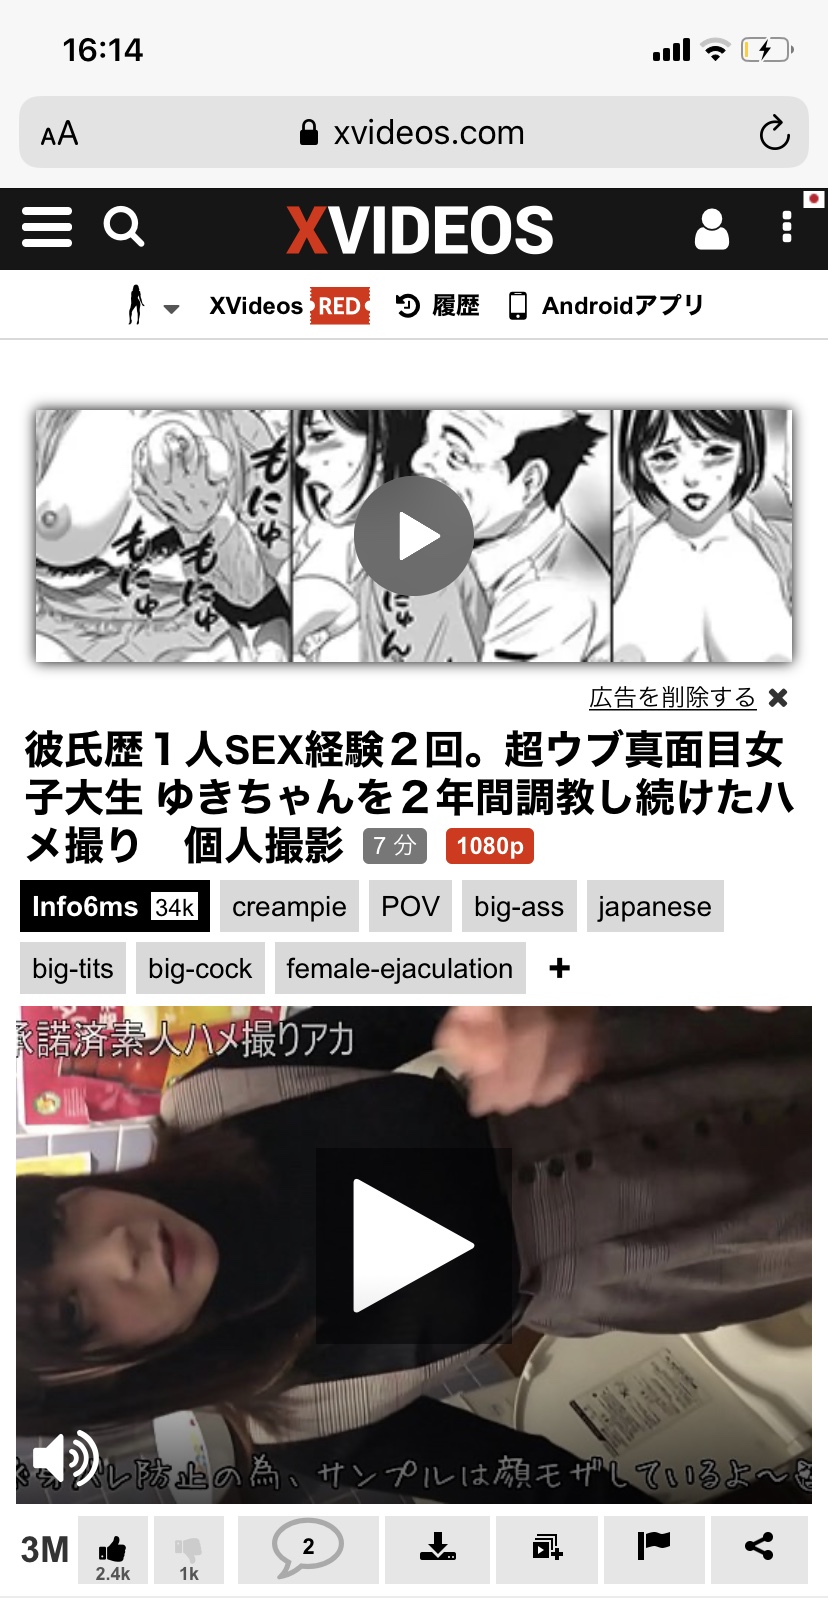 16:14
AA xvideos.com
XVIDEOS
XVideos RED 履歴 Androidアプリ
もにゅ
もにゅ
もにゅ
にゅん
広告を削除する ✖
彼氏歴１人SEX経験２回。超ウブ真面目女
子大生 ゆきちゃんを２年間調教し続けたハ
メ撮り　個人撮影 7 分 1080p
Info6ms 34k creampie POV big-ass japanese
big-tits big-cock female-ejaculation +
承諾済素人ハメ撮りアカ
バレ防止の為、サンプルは顔モザしているよ〜
3M 2.4k 1k 2